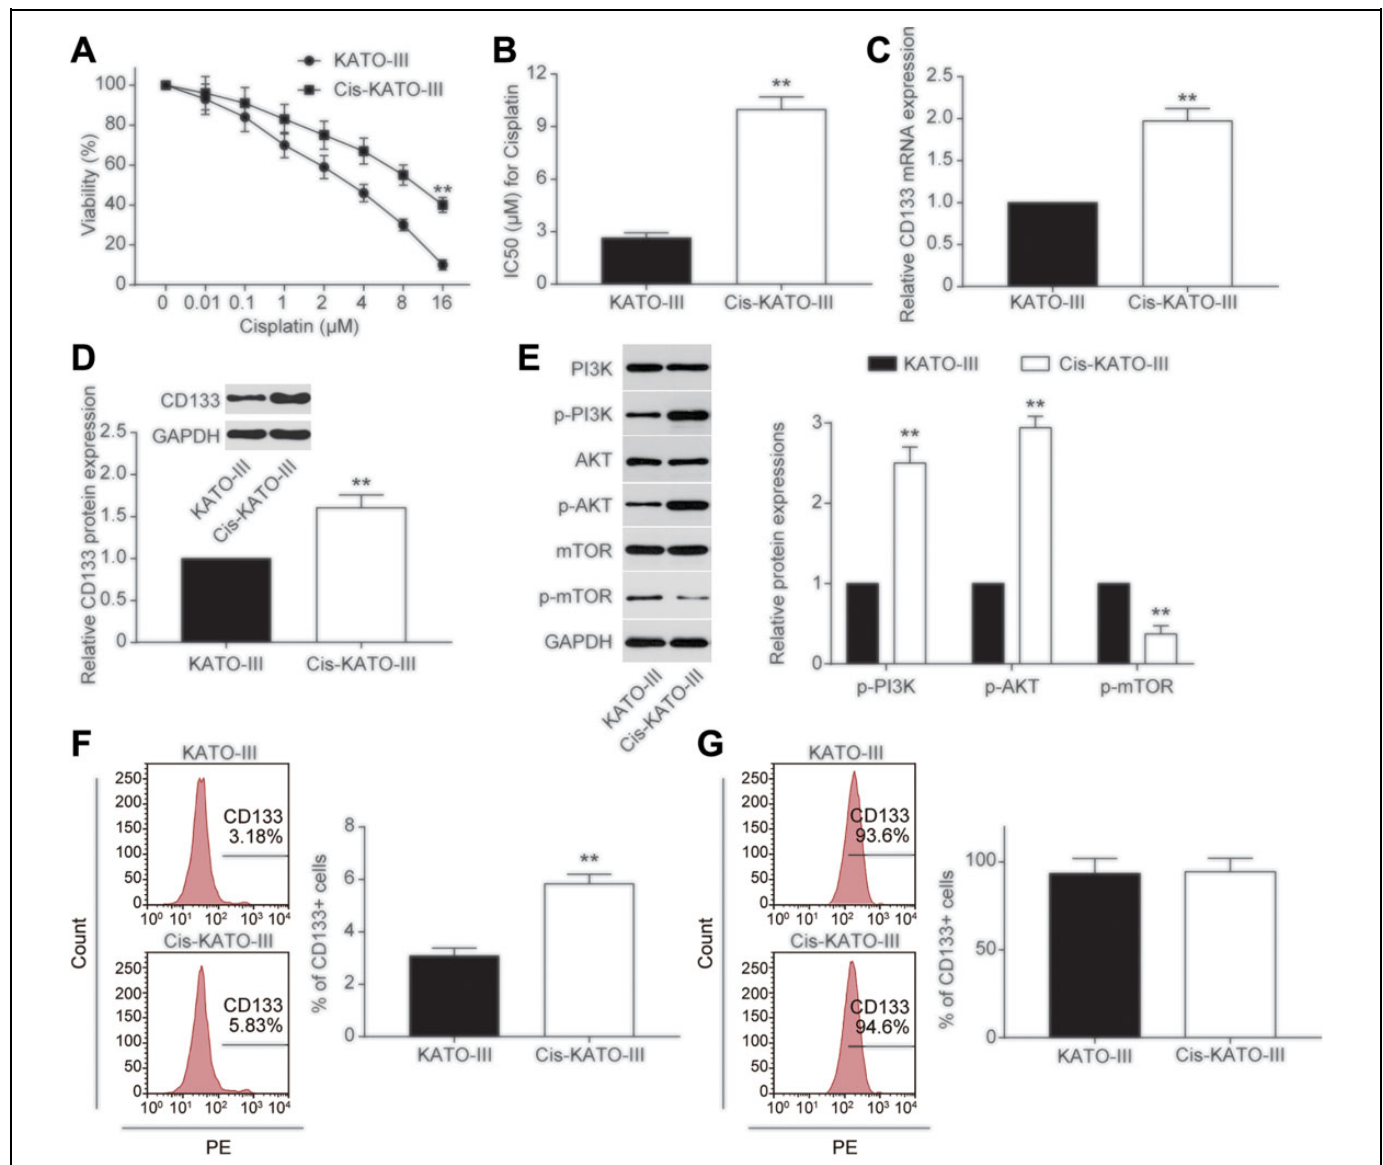 A
KATO-III
Cis-KATO-III
Viability (%)
100
80
60
40
20
0
**
0 0.01 0.1 1 2 4 8 16
Cisplatin (µM)
B
IC50 (µM) for Cisplatin
12
9
6
3
0
**
KATO-III Cis-KATO-III
C
Relative CD133 mRNA expression
2.5
2.0
1.5
1.0
0.5
0
**
KATO-III Cis-KATO-III
D
CD133
GAPDH
KATO-III
Cis-KATO-III
Relative CD133 protein expression
2.5
2.0
1.5
1.0
0.5
0
**
KATO-III Cis-KATO-III
E
PI3K
p-PI3K
AKT
p-AKT
mTOR
p-mTOR
GAPDH
KATO-III
Cis-KATO-III
KATO-III Cis-KATO-III
Relative protein expressions
3
2
1
0
** ** **
p-PI3K p-AKT p-mTOR
F
KATO-III
250
200
150
100
50
0
CD133
3.18%
10⁰ 10¹ 10² 10³ 10⁴
Cis-KATO-III
250
200
150
100
50
0
CD133
5.83%
10⁰ 10¹ 10² 10³ 10⁴
Count
PE
% of CD133+ cells
8
6
4
2
0
**
KATO-III Cis-KATO-III
G
KATO-III
250
200
150
100
50
0
CD133
93.6%
10⁰ 10¹ 10² 10³ 10⁴
Cis-KATO-III
250
200
150
100
50
0
CD133
94.6%
10⁰ 10¹ 10² 10³ 10⁴
Count
PE
% of CD133+ cells
100
50
0
KATO-III Cis-KATO-III